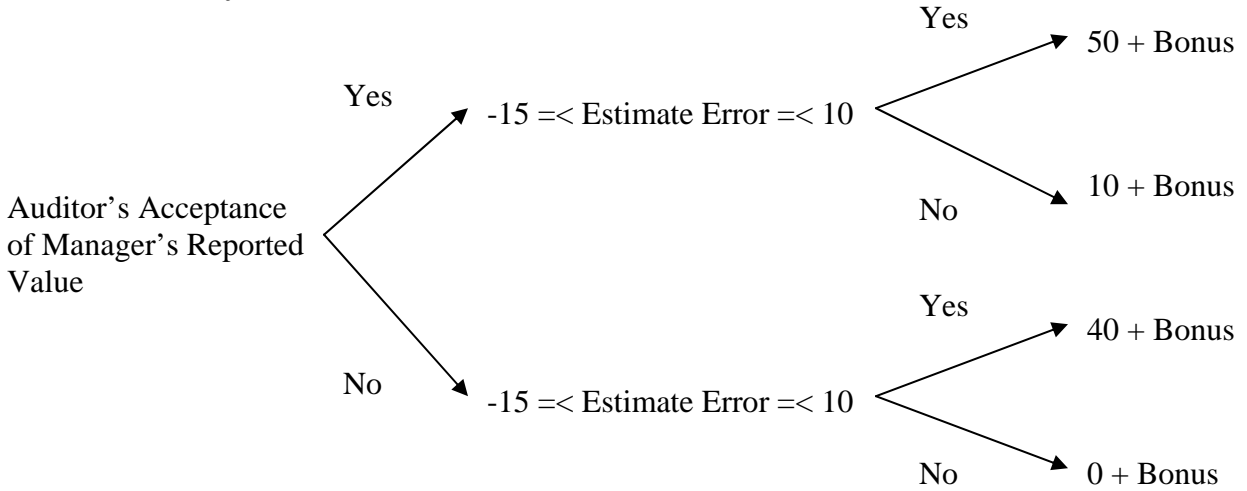 Yes
50 + Bonus
Yes
-15 =< Estimate Error =< 10
10 + Bonus
No
Auditor’s Acceptance
of Manager’s Reported
Value
Yes
40 + Bonus
No
-15 =< Estimate Error =< 10
No
0 + Bonus